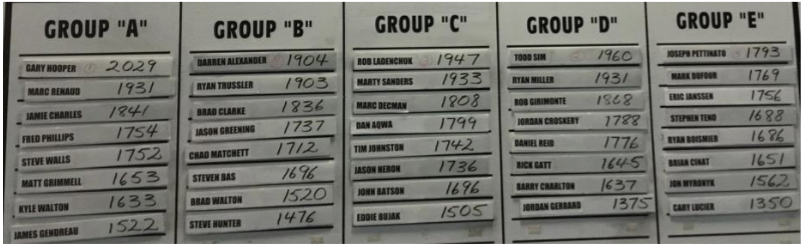 GROUP "A"
GARY HOOPER 2029
MARC RENAUD 1931
JAMIE CHARLES 1841
FRED PHILLIPS 1754
STEVE WALLS 1752
MATT GRIMMELL 1653
KYLE WALTON 1633
JAMES GENDREAU 1522
GROUP "B"
DARREN ALEXANDER 1904
RYAN TRUSSLER 1903
BRAD CLARKE 1836
JASON GREENING 1737
CHAD MATCHETT 1712
STEVEN BAS 1696
BRAD WALTON 1520
STEVE HUNTER 1476
GROUP "C"
ROB LADENCHUK 1947
MARTY SANDERS 1933
MARC DECMAN 1808
DAN AQWA 1799
TIM JOHNSTON 1742
JASON HERON 1736
JOHN BATSON 1696
EDDIE BUJAK 1505
GROUP "D"
TODD SIM 1960
RYAN MILLER 1931
ROB GIRIMONTE 1868
JORDAN CROSKERY 1788
DANIEL REID 1776
RICK GATT 1645
BARRY CHARLTON 1637
JORDAN GERRARD 1375
GROUP "E"
JOSEPH PETTINATO 1793
MARK DUFOUR 1769
ERIC JANSSEN 1756
STEPHEN TENO 1688
RYAN BOISMIER 1686
BRIAN CINAT 1651
JON MYRONYK 1562
CARY LUCIER 1350